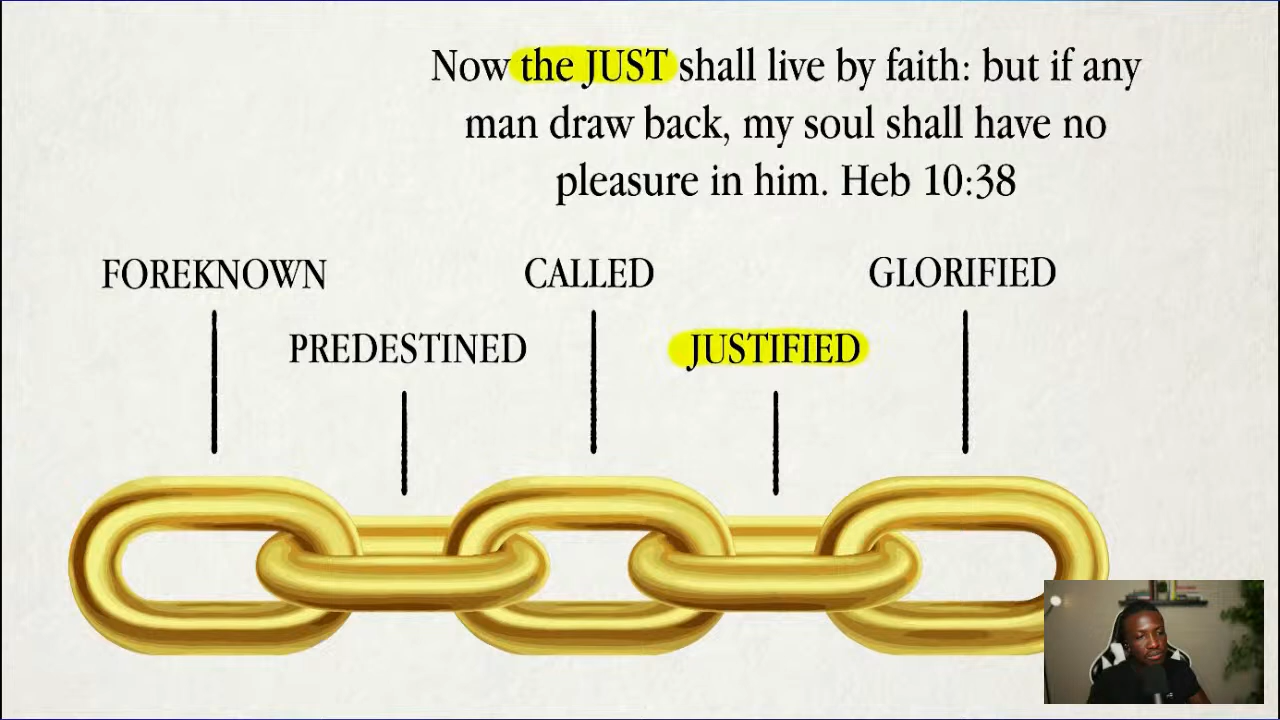 Now the JUST shall live by faith: but if any
man draw back, my soul shall have no
pleasure in him. Heb 10:38
FOREKNOWN
CALLED
GLORIFIED
PREDESTINED
JUSTIFIED